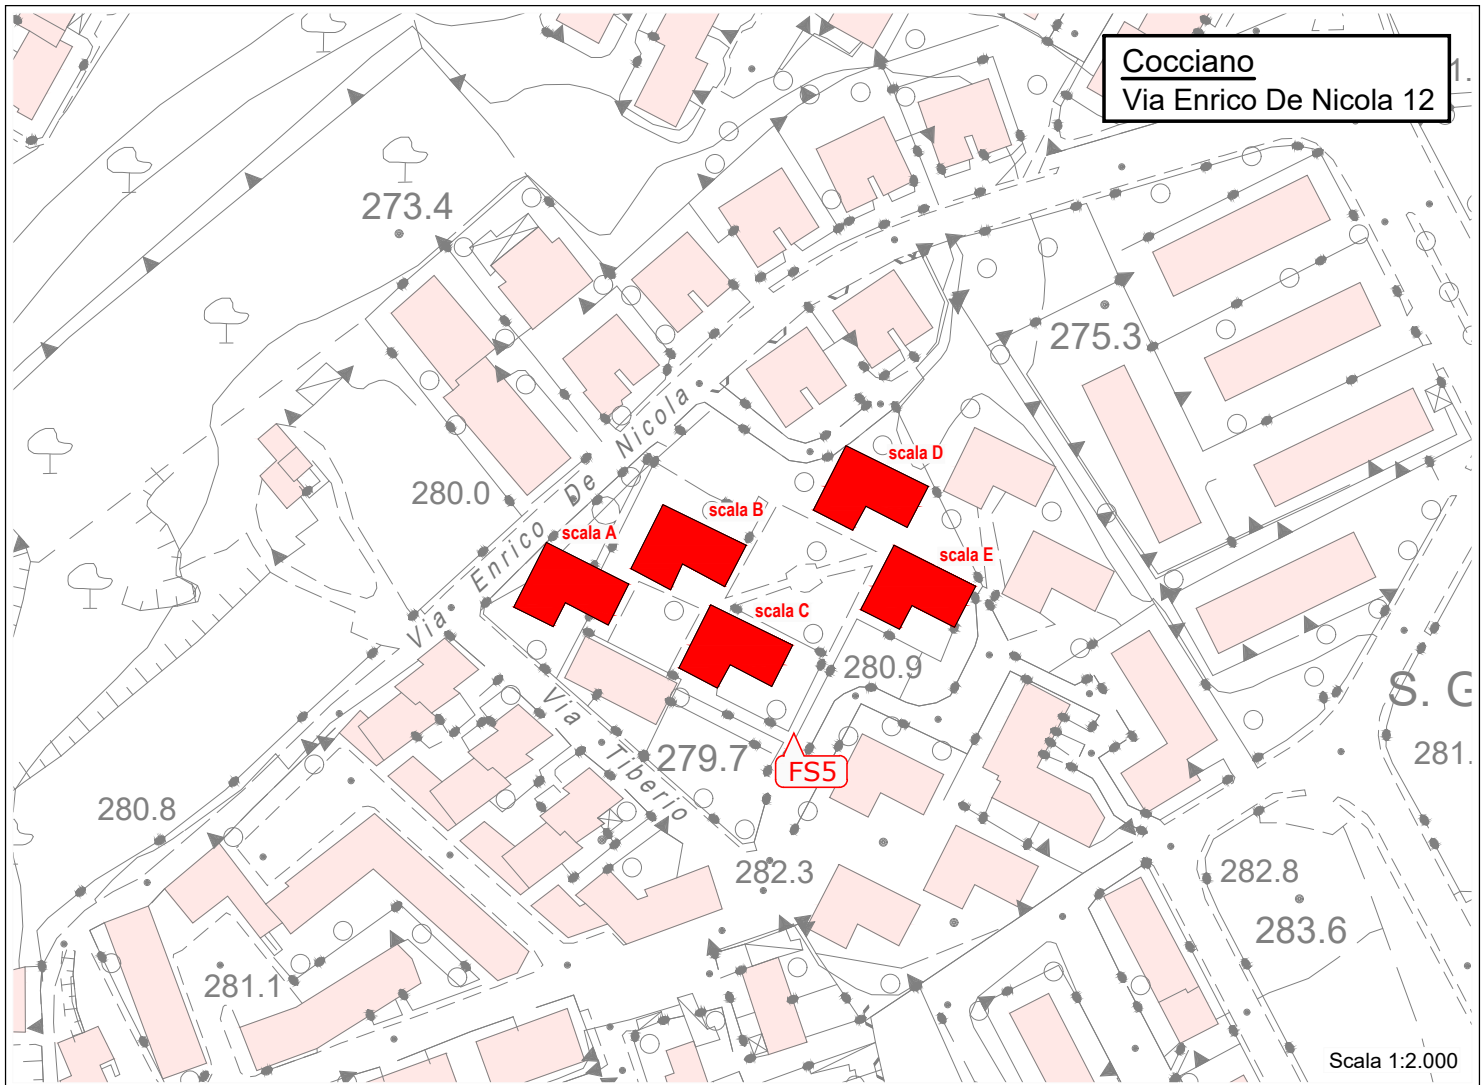 Cocciano
Via Enrico De Nicola 12
273.4
275.3
280.0
Via Enrico De Nicola
scala D
scala B
scala A
scala E
scala C
280.9
S. G
281.
Via Tiberio
279.7
FS5
280.8
282.3
282.8
283.6
281.1
Scala 1:2.000